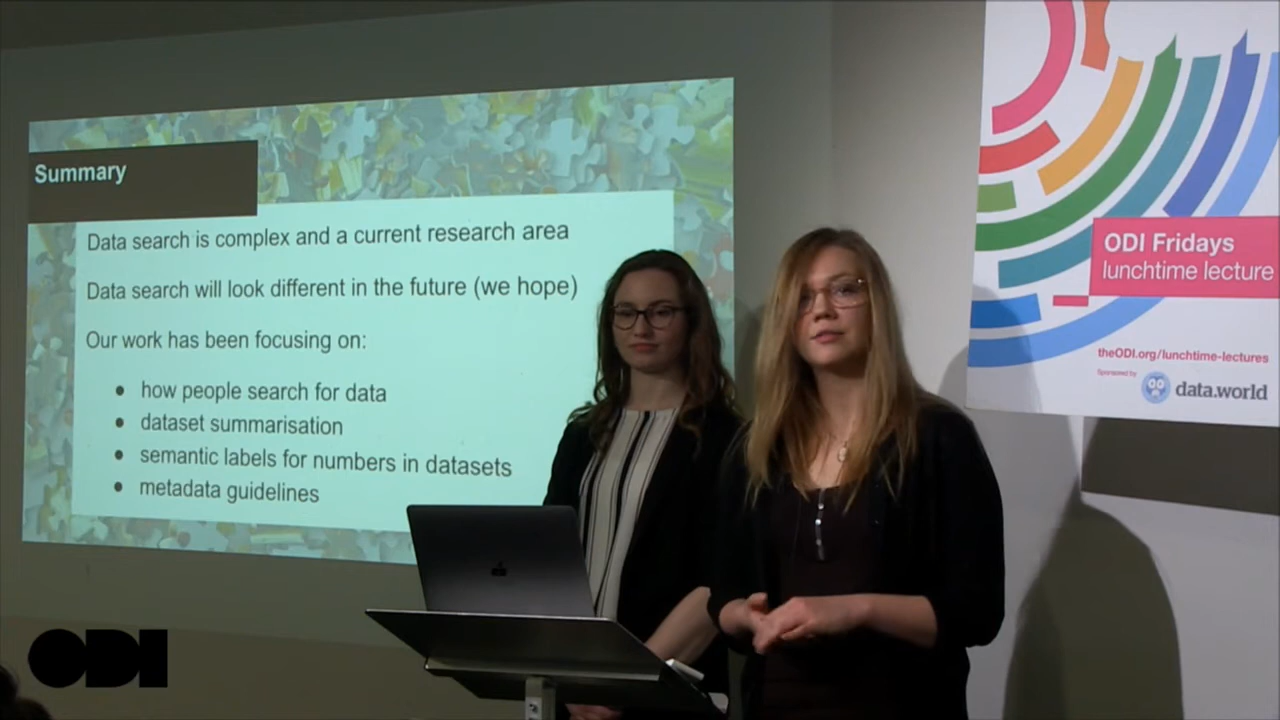 Summary
Data search is complex and a current research area
Data search will look different in the future (we hope)
Our work has been focusing on:
● how people search for data
● dataset summarisation
● semantic labels for numbers in datasets
● metadata guidelines
ODI Fridays
lunchtime lecture
theODI.org/lunchtime-lectures
Sponsored by
data.world
ODI